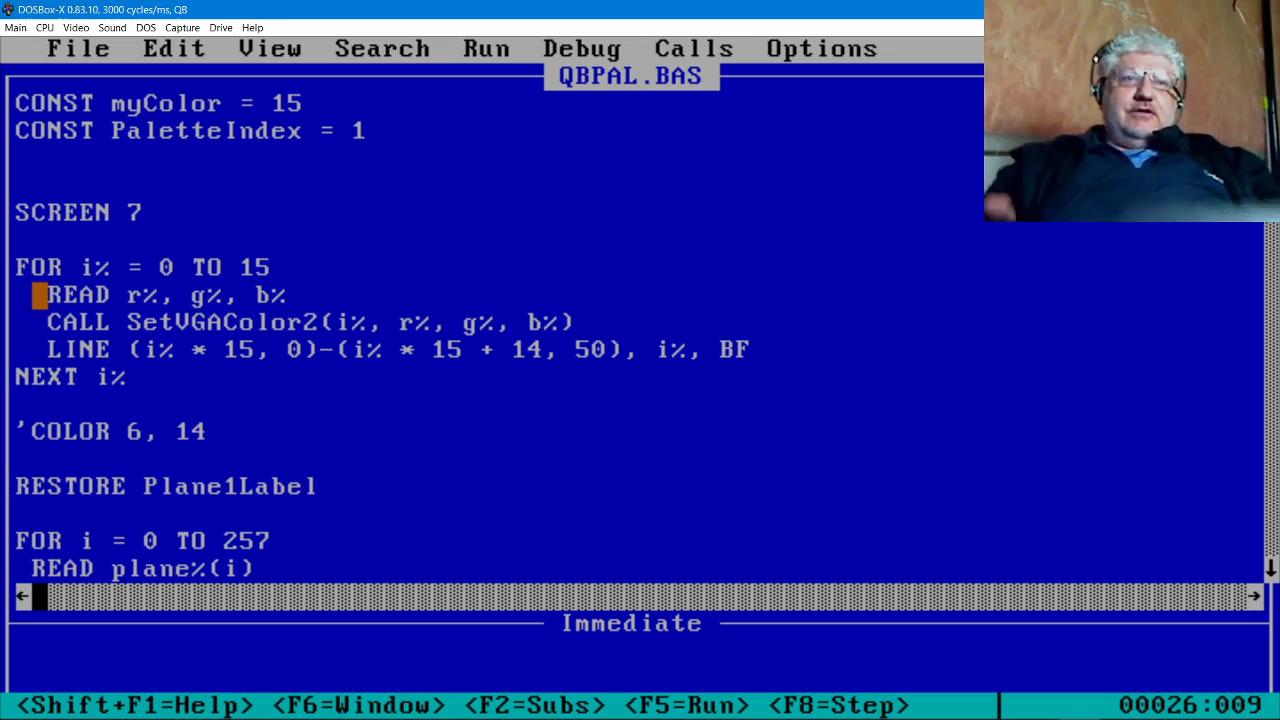 DOSBox-X 0.83.10, 3000 cycles/ms, QB
Main CPU Video Sound DOS Capture Drive Help
File Edit View Search Run Debug Calls Options
QBPAL.BAS
CONST myColor = 15
CONST PaletteIndex = 1
SCREEN 7
FOR i% = 0 TO 15
READ r%, g%, b%
CALL SetVGAColor2(i%, r%, g%, b%)
LINE (i% * 15, 0)-(i% * 15 + 14, 50), i%, BF
NEXT i%
'COLOR 6, 14
RESTORE Plane1Label
FOR i = 0 TO 257
READ plane%(i)
Immediate
<Shift+F1=Help> <F6=Window> <F2=Subs> <F5=Run> <F8=Step> 00026:009